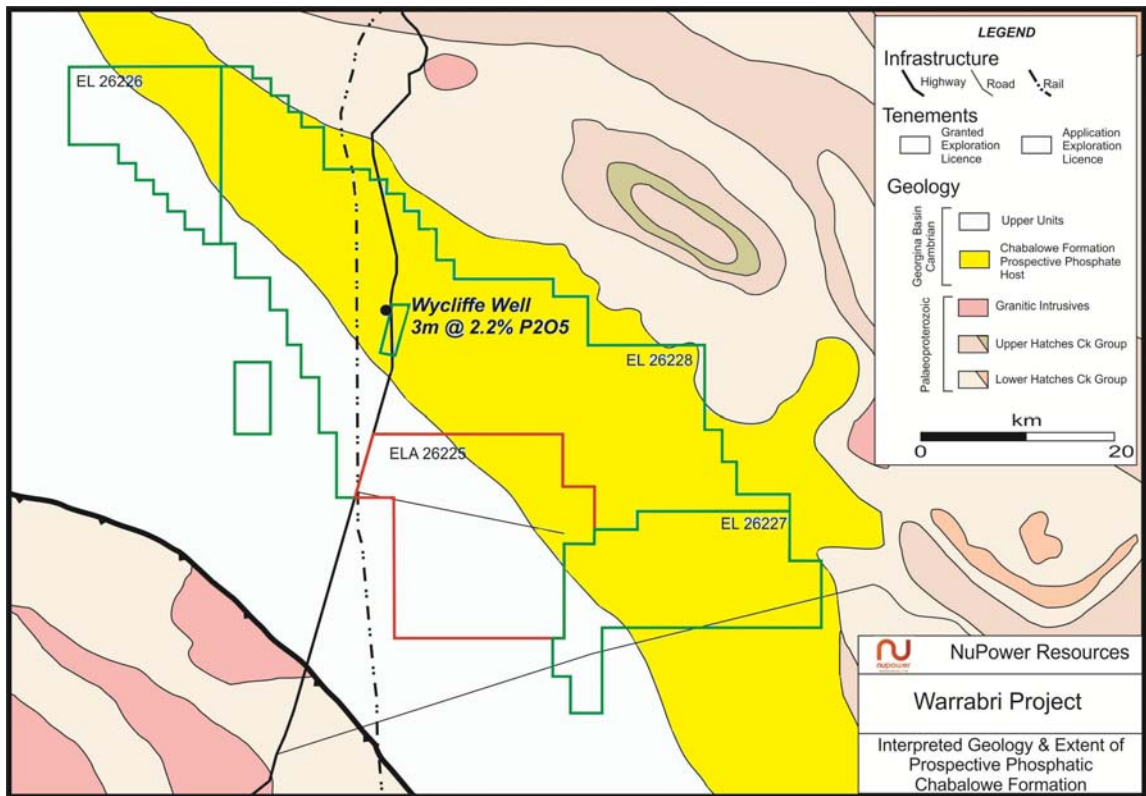 EL 26226
Wycliffe Well
3m @ 2.2% P2O5
EL 26228
ELA 26225
EL 26227
LEGEND
Infrastructure
Highway
Road
Rail
Tenements
Granted
Exploration
Licence
Application
Exploration
Licence
Geology
Georgina Basin
Cambrian
Upper Units
Chabalowe Formation
Prospective Phosphate
Host
Palaeoproterozoic
Granitic Intrusives
Upper Hatches Ck Group
Lower Hatches Ck Group
km
0
20
nupower
NuPower Resources
Warrabri Project
Interpreted Geology & Extent of
Prospective Phosphatic
Chabalowe Formation